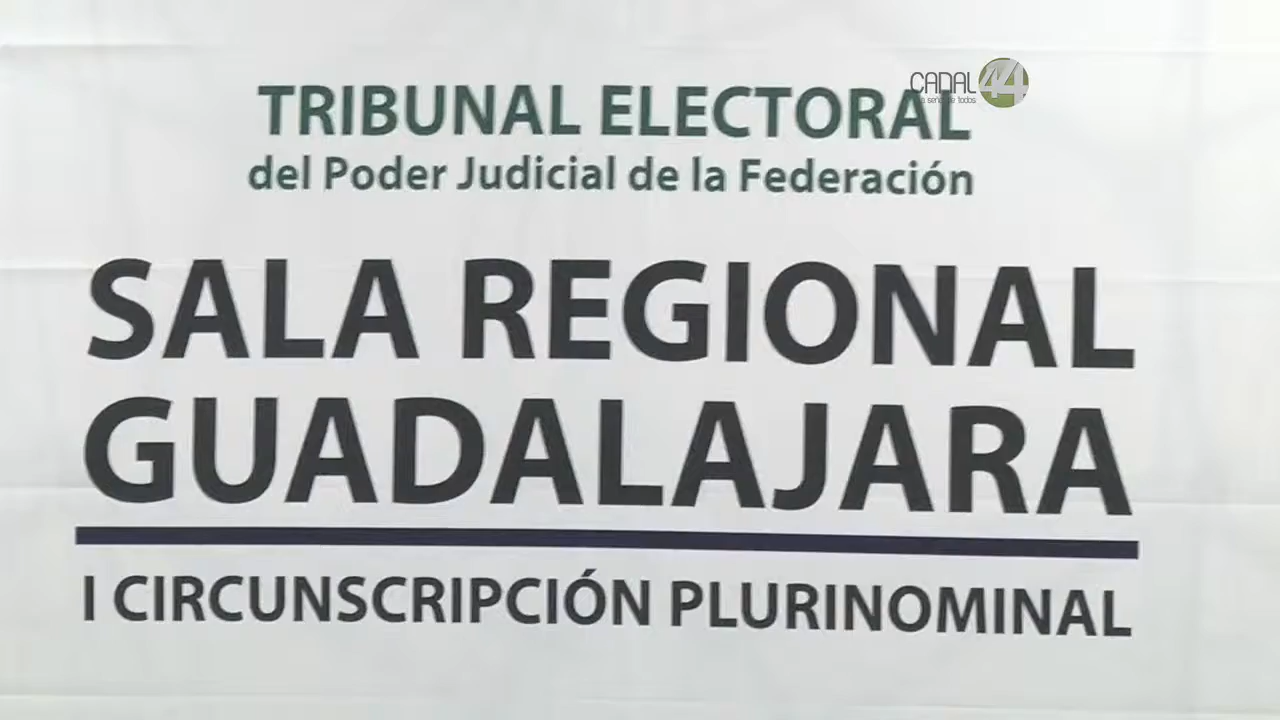 CANAL 44
TRIBUNAL ELECTORAL
del Poder Judicial de la Federación
SALA REGIONAL
GUADALAJARA
I CIRCUNSCRIPCIÓN PLURINOMINAL